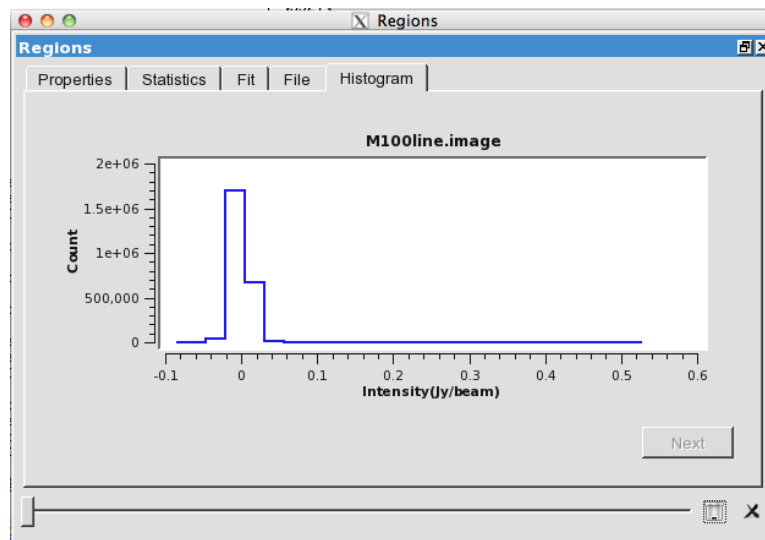 X Regions
Regions
Properties Statistics Fit File Histogram
M100line.image
2e+06
1.5e+06
1e+06
500,000
0
Count
-0.1 0 0.1 0.2 0.3 0.4 0.5 0.6
Intensity(Jy/beam)
Next